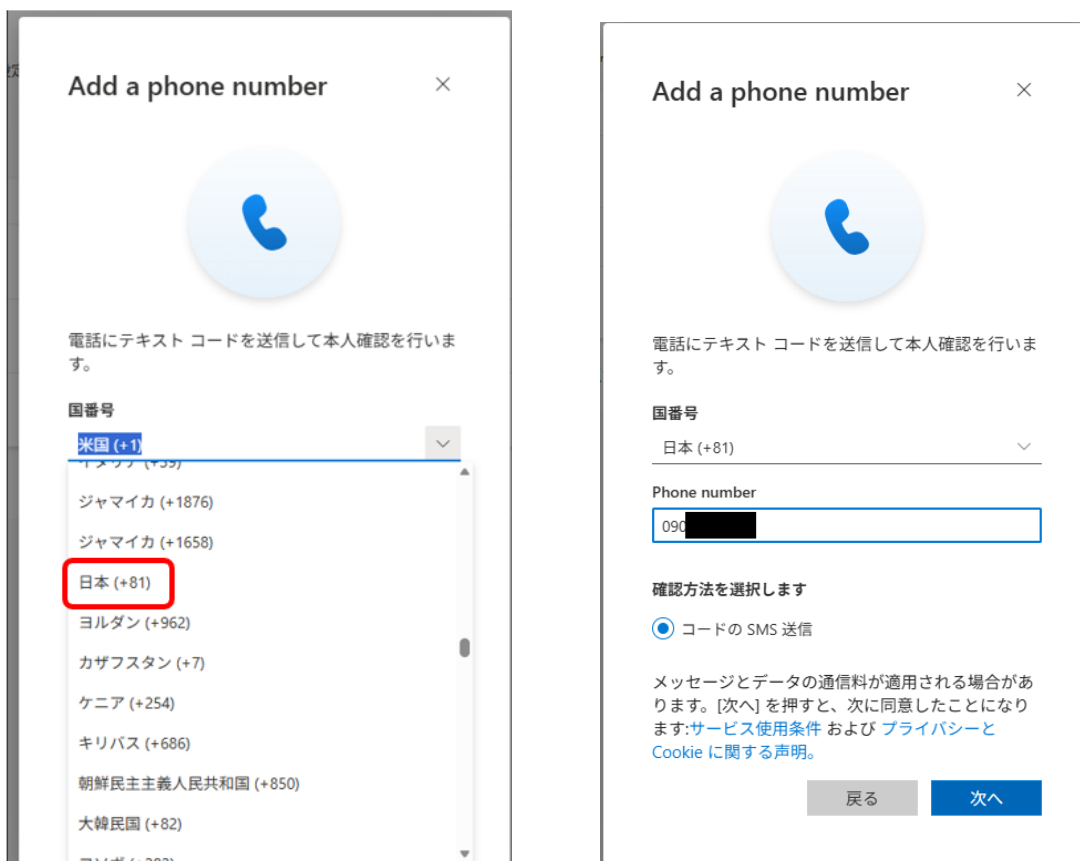 Add a phone number
電話にテキスト コードを送信して本人確認を行いま
す。
国番号
米国 (+1)
ジャマイカ (+1876)
ジャマイカ (+1658)
日本 (+81)
ヨルダン (+962)
カザフスタン (+7)
ケニア (+254)
キリバス (+686)
朝鮮民主主義人民共和国 (+850)
大韓民国 (+82)
Add a phone number
電話にテキスト コードを送信して本人確認を行いま
す。
国番号
日本 (+81)
Phone number
090
確認方法を選択します
コードの SMS 送信
メッセージとデータの通信料が適用される場合があ
ります。[次へ] を押すと、次に同意したことになり
ます:サービス使用条件 および プライバシーと
Cookie に関する声明。
戻る
次へ